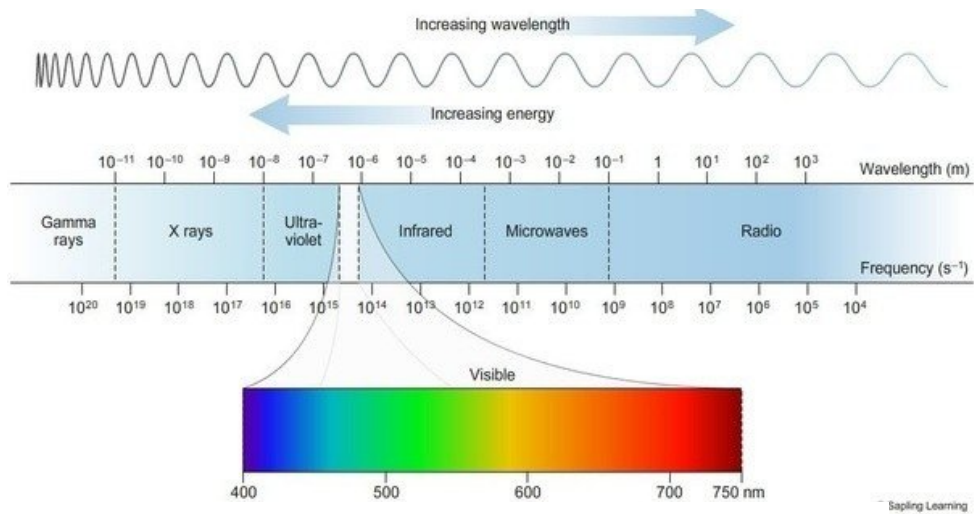 Increasing wavelength
Increasing energy
10⁻¹¹ 10⁻¹⁰ 10⁻⁹ 10⁻⁸ 10⁻⁷ 10⁻⁶ 10⁻⁵ 10⁻⁴ 10⁻³ 10⁻² 10⁻¹ 1 10¹ 10² 10³ Wavelength (m)
Gamma rays X rays Ultra-violet Infrared Microwaves Radio
Frequency (s⁻¹)
10²⁰ 10¹⁹ 10¹⁸ 10¹⁷ 10¹⁶ 10¹⁵ 10¹⁴ 10¹³ 10¹² 10¹¹ 10¹⁰ 10⁹ 10⁸ 10⁷ 10⁶ 10⁵ 10⁴
Visible
400 500 600 700 750 nm
Sapling Learning